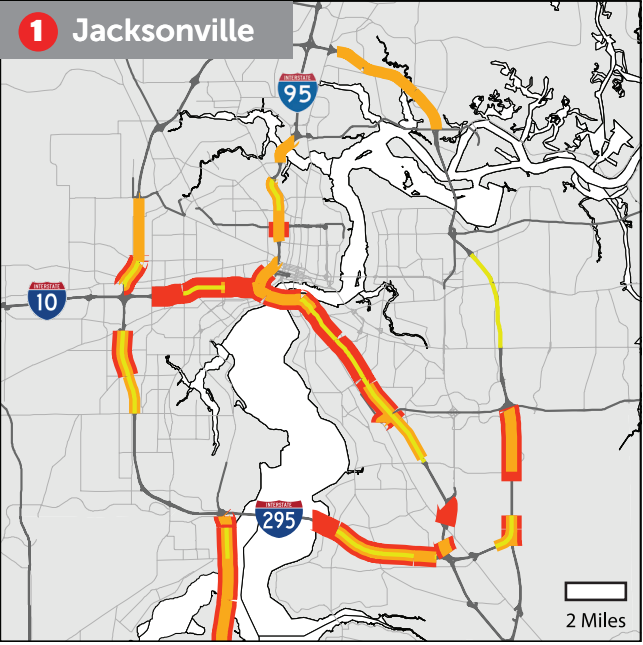 1 Jacksonville
INTERSTATE
95
INTERSTATE
10
INTERSTATE
295
2 Miles